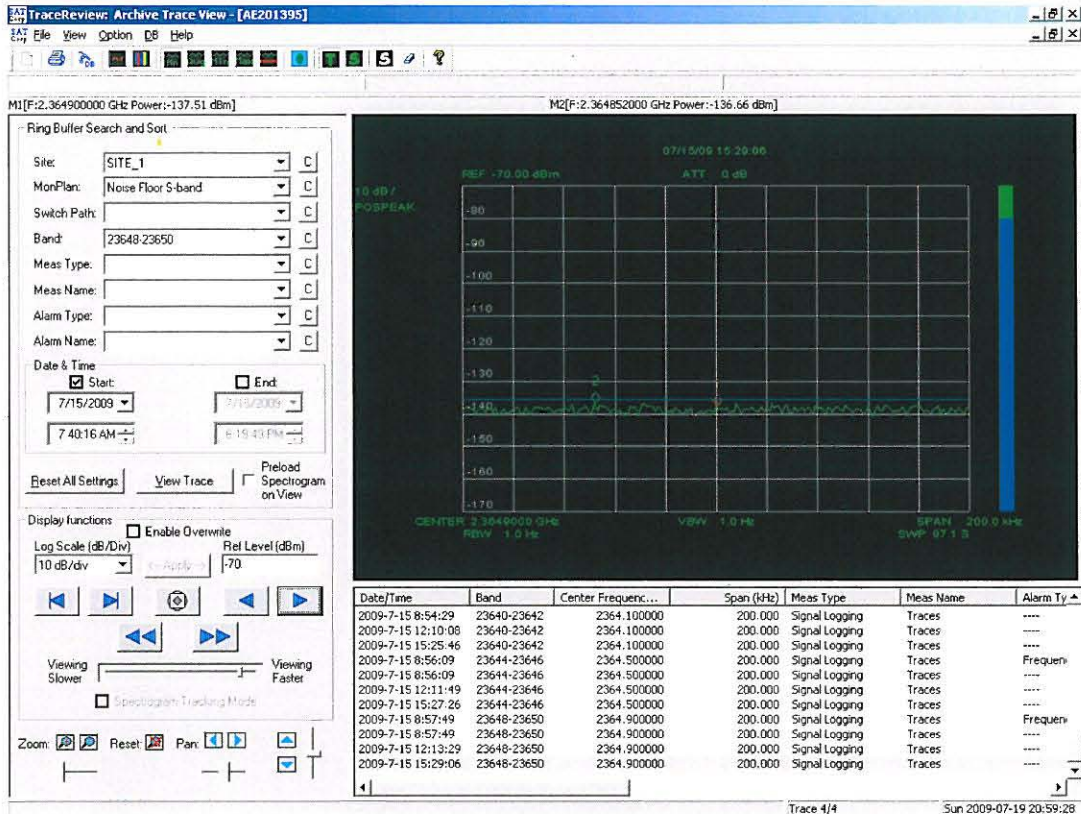 TraceReview: Archive Trace View - [AE201395]
File View Option DB Help
M1[F:2.364900000 GHz Power:-137.51 dBm]
M2[F:2.364852000 GHz Power:-136.66 dBm]
Ring Buffer Search and Sort
Site: SITE_1 C
MonPlan: Noise Floor S-band C
Switch Path: C
Band: 23648-23650 C
Meas Type: C
Meas Name: C
Alarm Type: C
Alarm Name: C
Date & Time
Start: End:
7/15/2009 7/15/2009
7:40:16 AM
Reset All Settings View Trace Preload Spectrogram on View
Display functions
Enable Overwrite
Log Scale (dB/Div) Ref Level (dBm)
10 dB/div <-Apply-> -70
Viewing Slower Viewing Faster
Spectrogram Tracking Mode
Zoom: Reset: Pan:
07/15/09 15:29:06
REF -70.00 dBm ATT 0 dB
10 dB/
POSPEAK
-80
-90
-100
-110
-120
-130
2
-140
-150
-160
-170
CENTER 2.3649000 GHz VBW 1.0 Hz SPAN 200.0 kHz
RBW 1.0 Hz SWP 97.1 S
Date/Time Band Center Frequenc... Span (kHz) Meas Type Meas Name Alarm Ty
2009-7-15 8:54:29 23640-23642 2364.100000 200.000 Signal Logging Traces ----
2009-7-15 12:10:08 23640-23642 2364.100000 200.000 Signal Logging Traces ----
2009-7-15 15:25:46 23640-23642 2364.100000 200.000 Signal Logging Traces ----
2009-7-15 8:56:09 23644-23646 2364.500000 200.000 Signal Logging Traces Frequen
2009-7-15 8:56:09 23644-23646 2364.500000 200.000 Signal Logging Traces ----
2009-7-15 12:11:49 23644-23646 2364.500000 200.000 Signal Logging Traces ----
2009-7-15 15:27:26 23644-23646 2364.500000 200.000 Signal Logging Traces ----
2009-7-15 8:57:49 23648-23650 2364.900000 200.000 Signal Logging Traces Frequen
2009-7-15 8:57:49 23648-23650 2364.900000 200.000 Signal Logging Traces ----
2009-7-15 12:13:29 23648-23650 2364.900000 200.000 Signal Logging Traces ----
2009-7-15 15:29:06 23648-23650 2364.900000 200.000 Signal Logging Traces ----
Trace 4/4 Sun 2009-07-19 20:59:28